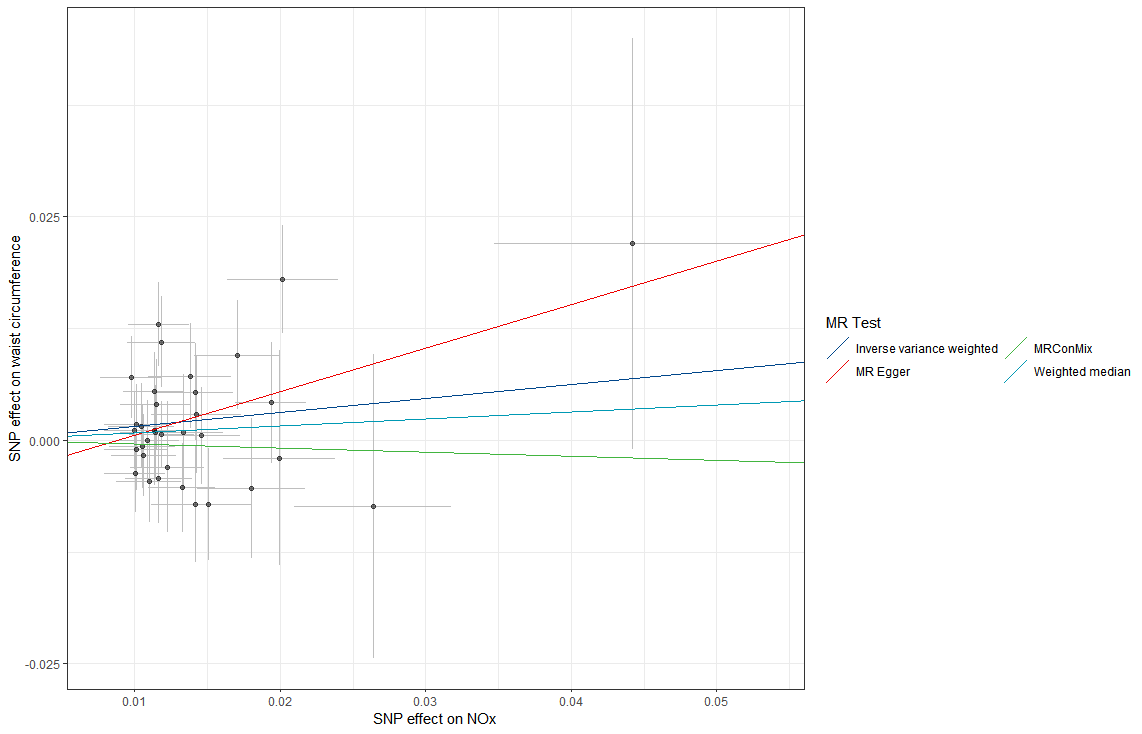 SNP effect on waist circumference
0.025
0.000
-0.025
0.01
0.02
0.03
0.04
0.05
SNP effect on NOx
MR Test
Inverse variance weighted
MRConMix
MR Egger
Weighted median